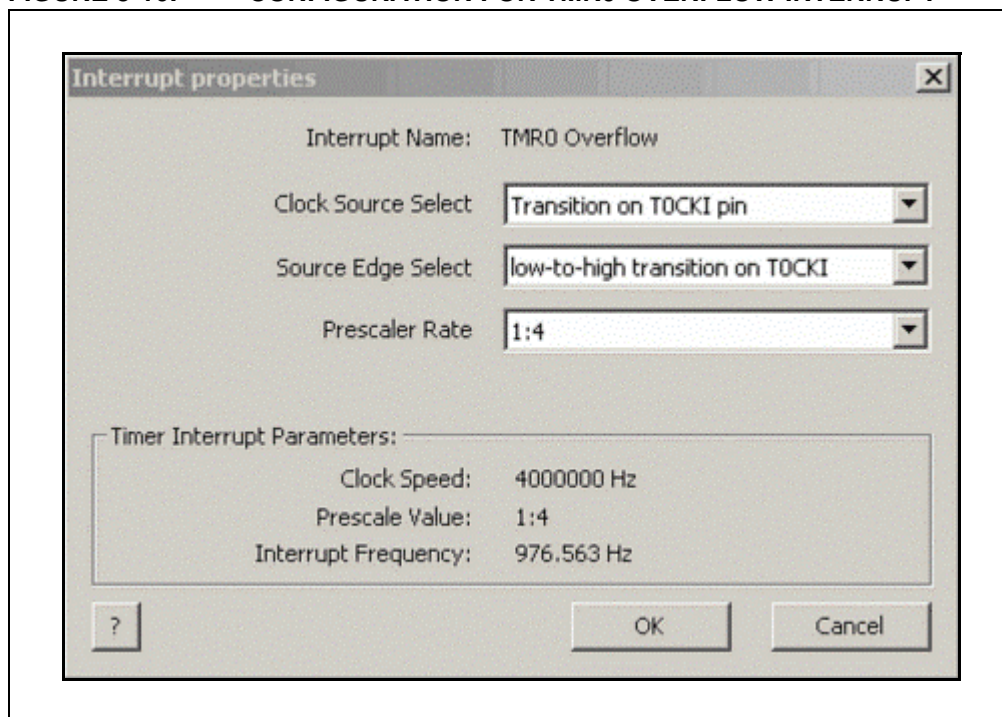 Interrupt properties
Interrupt Name: TMR0 Overflow
Clock Source Select Transition on T0CKI pin
Source Edge Select low-to-high transition on T0CKI
Prescaler Rate 1:4
Timer Interrupt Parameters:
Clock Speed: 4000000 Hz
Prescale Value: 1:4
Interrupt Frequency: 976.563 Hz
? OK Cancel